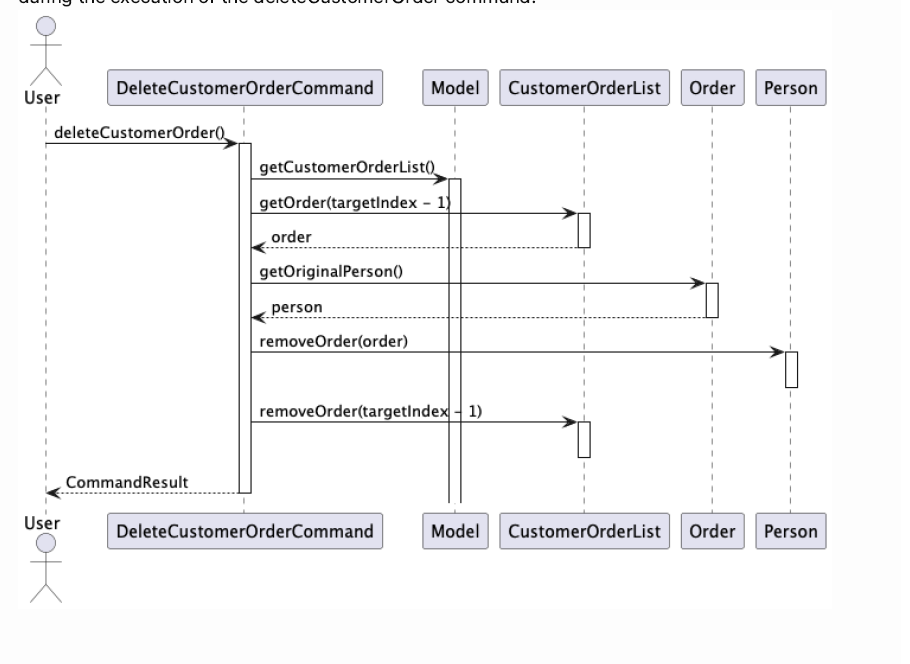 during the execution of the deleteCustomerOrder command:
User
DeleteCustomerOrderCommand
Model
CustomerOrderList
Order
Person
deleteCustomerOrder()
getCustomerOrderList()
getOrder(targetIndex - 1)
order
getOriginalPerson()
person
removeOrder(order)
removeOrder(targetIndex - 1)
CommandResult
User
DeleteCustomerOrderCommand
Model
CustomerOrderList
Order
Person